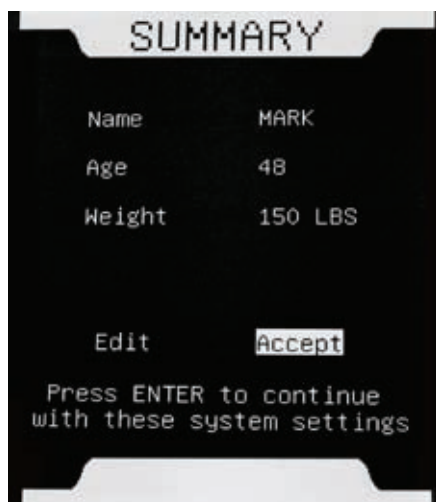 SUMMARY
Name MARK
Age 48
Weight 150 LBS
Edit Accept
Press ENTER to continue
with these system settings